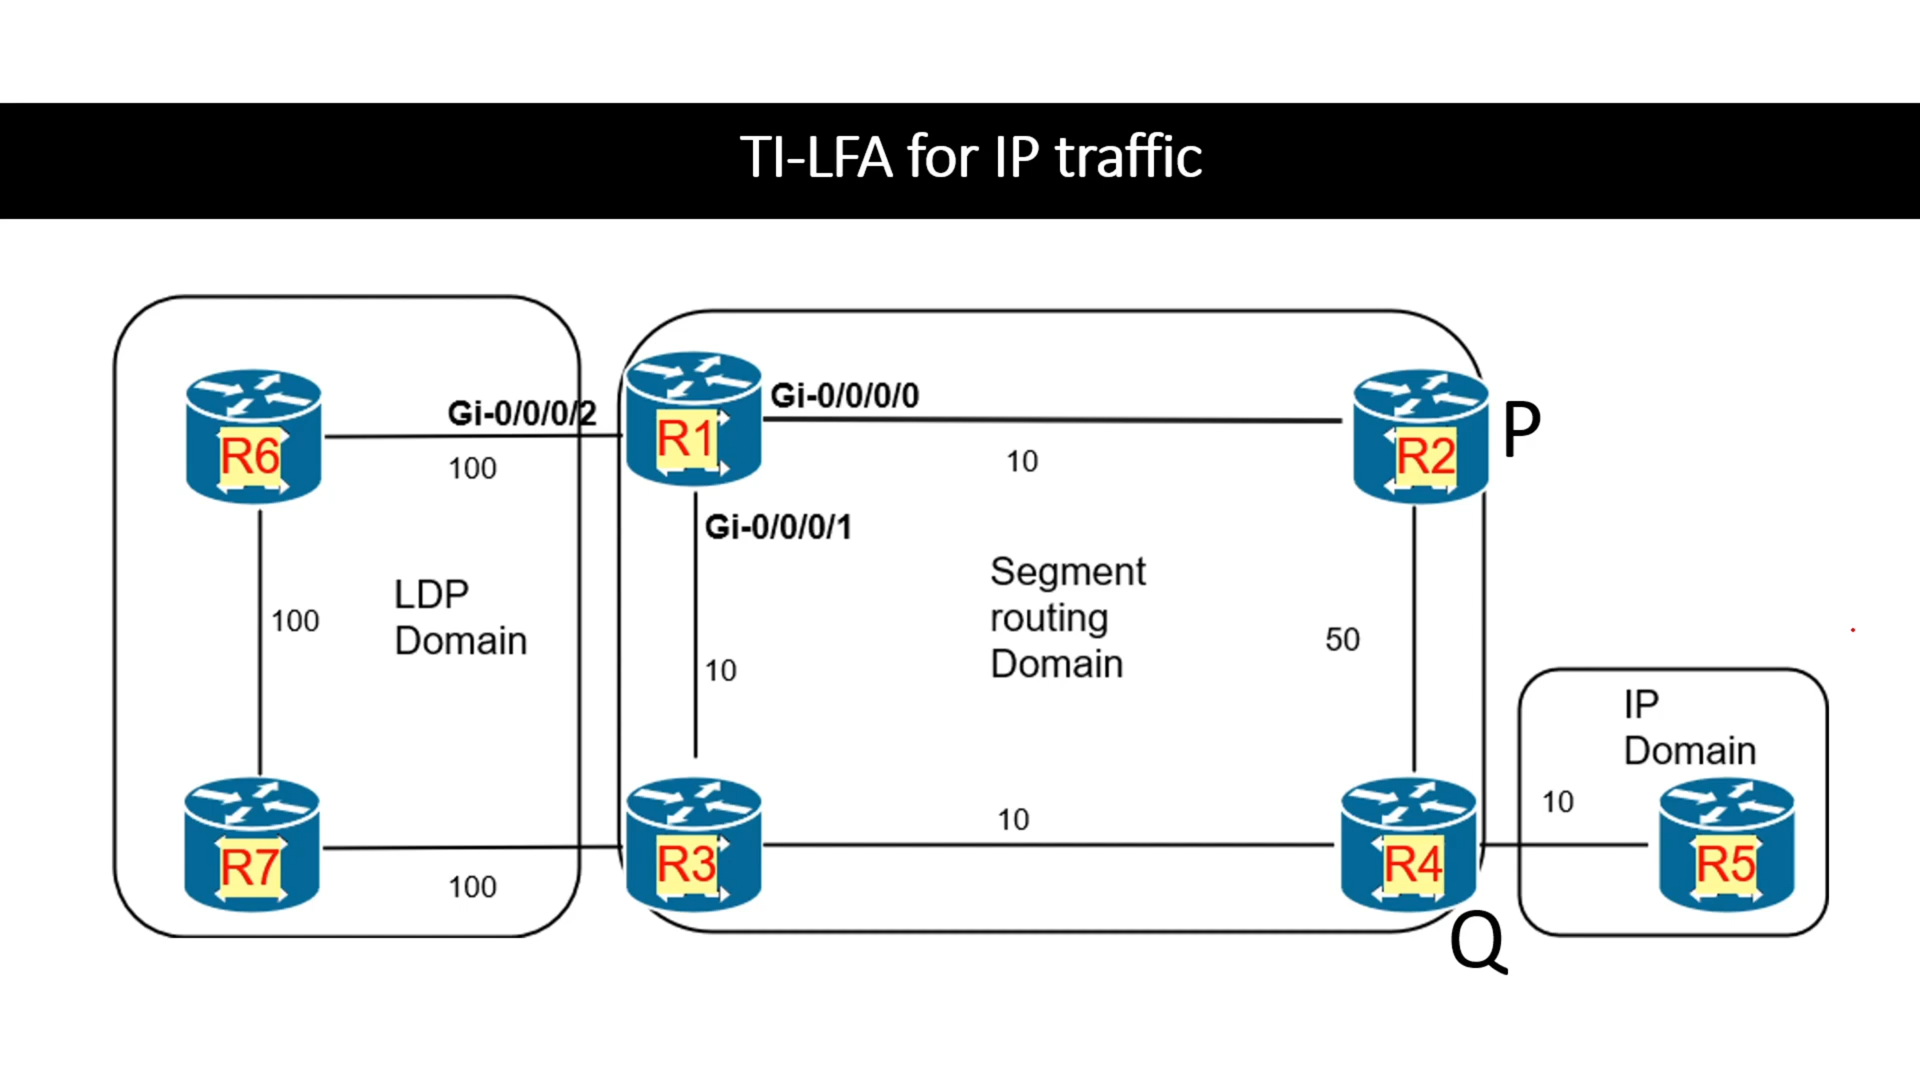 TI-LFA for IP traffic
R6
Gi-0/0/0/2
100
R1
Gi-0/0/0/0
10
R2
P
Gi-0/0/0/1
100
LDP
Domain
10
Segment
routing
Domain
50
IP
Domain
R7
100
R3
10
R4
Q
10
R5